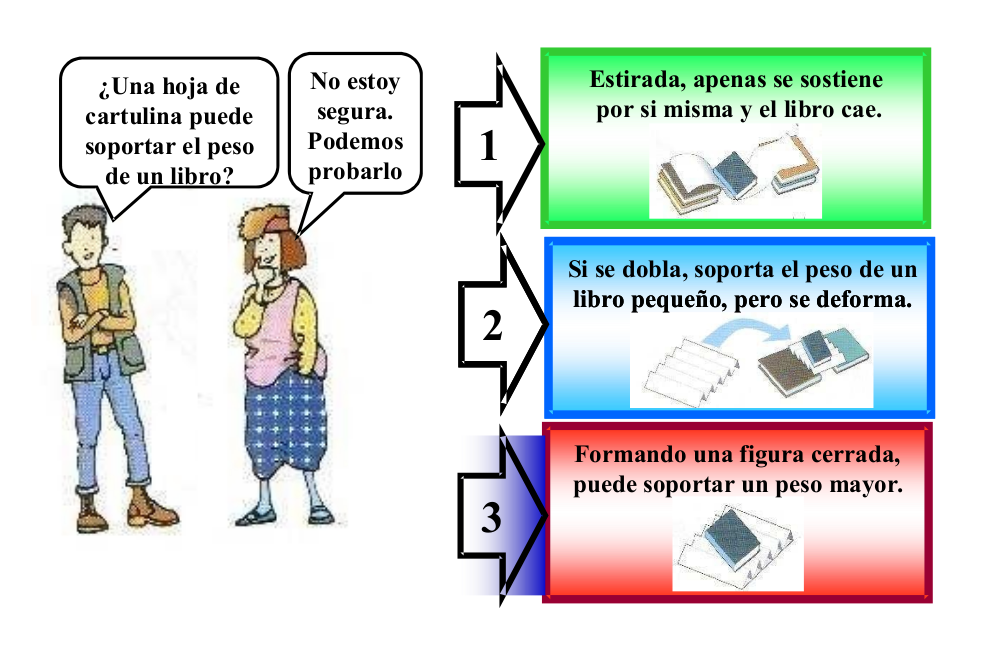 ¿Una hoja de
cartulina puede
soportar el peso
de un libro?
No estoy
segura.
Podemos
probarlo
1
Estirada, apenas se sostiene
por si misma y el libro cae.
2
Si se dobla, soporta el peso de un
libro pequeño, pero se deforma.
3
Formando una figura cerrada,
puede soportar un peso mayor.